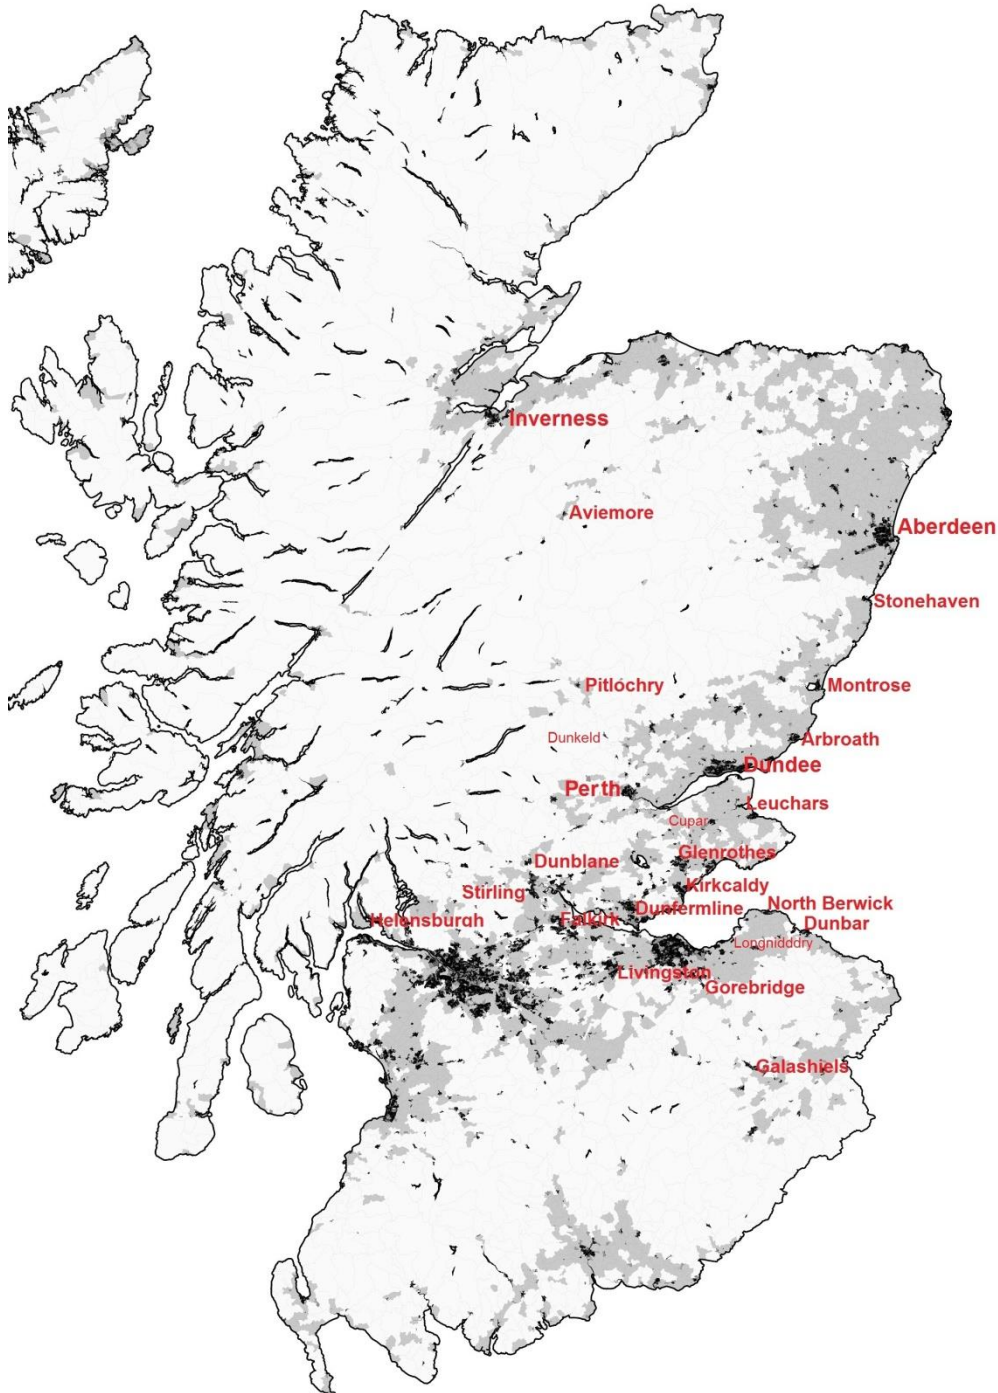 Inverness
Aviemore
Aberdeen
Stonehaven
Pitlochry
Montrose
Dunkeld
Arbroath
Dundee
Perth
Leuchars
Cupar
Dunblane
Glenrothes
Stirling
Kirkcaldy
North Berwick
Dunfermline
Helensburgh
Falkirk
Dunbar
Longnidddry
Livingston
Gorebridge
Galashiels